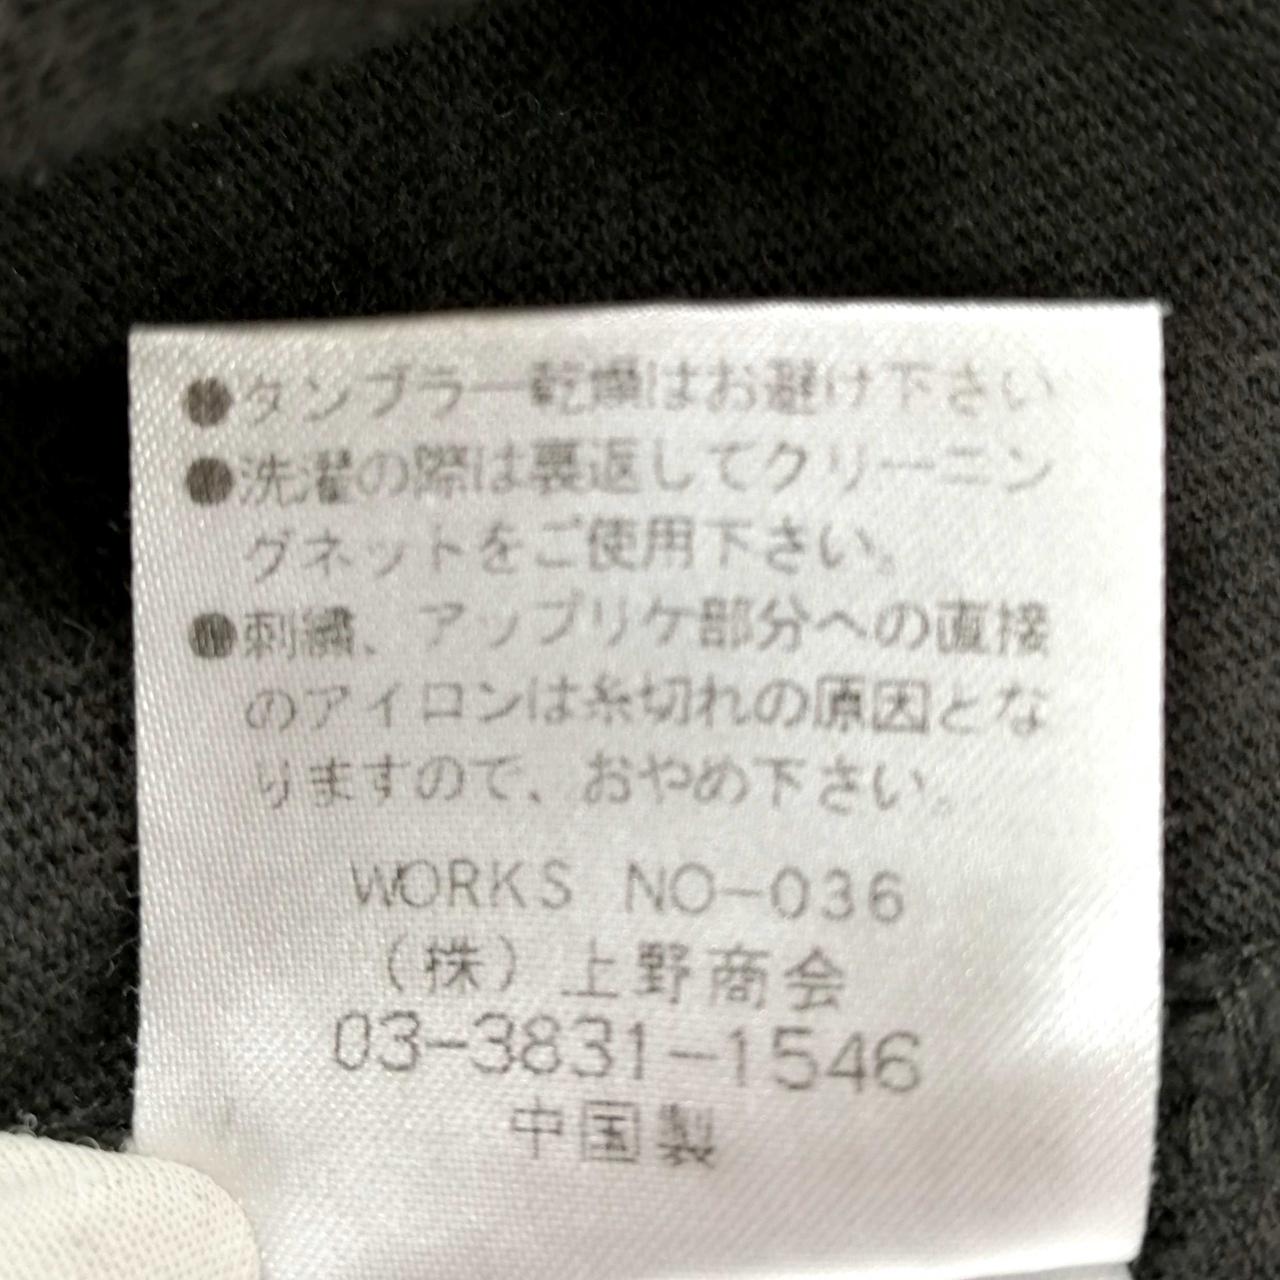 ●タンブラー乾燥はお避け下さい
●洗濯の際は裏返してクリーニン
グネットをご使用下さい。
●刺繍、アップリケ部分への直接
のアイロンは糸切れの原因とな
りますので、おやめ下さい。
WORKS NO-036
(株)上野商会
03-3831-1546
中国製